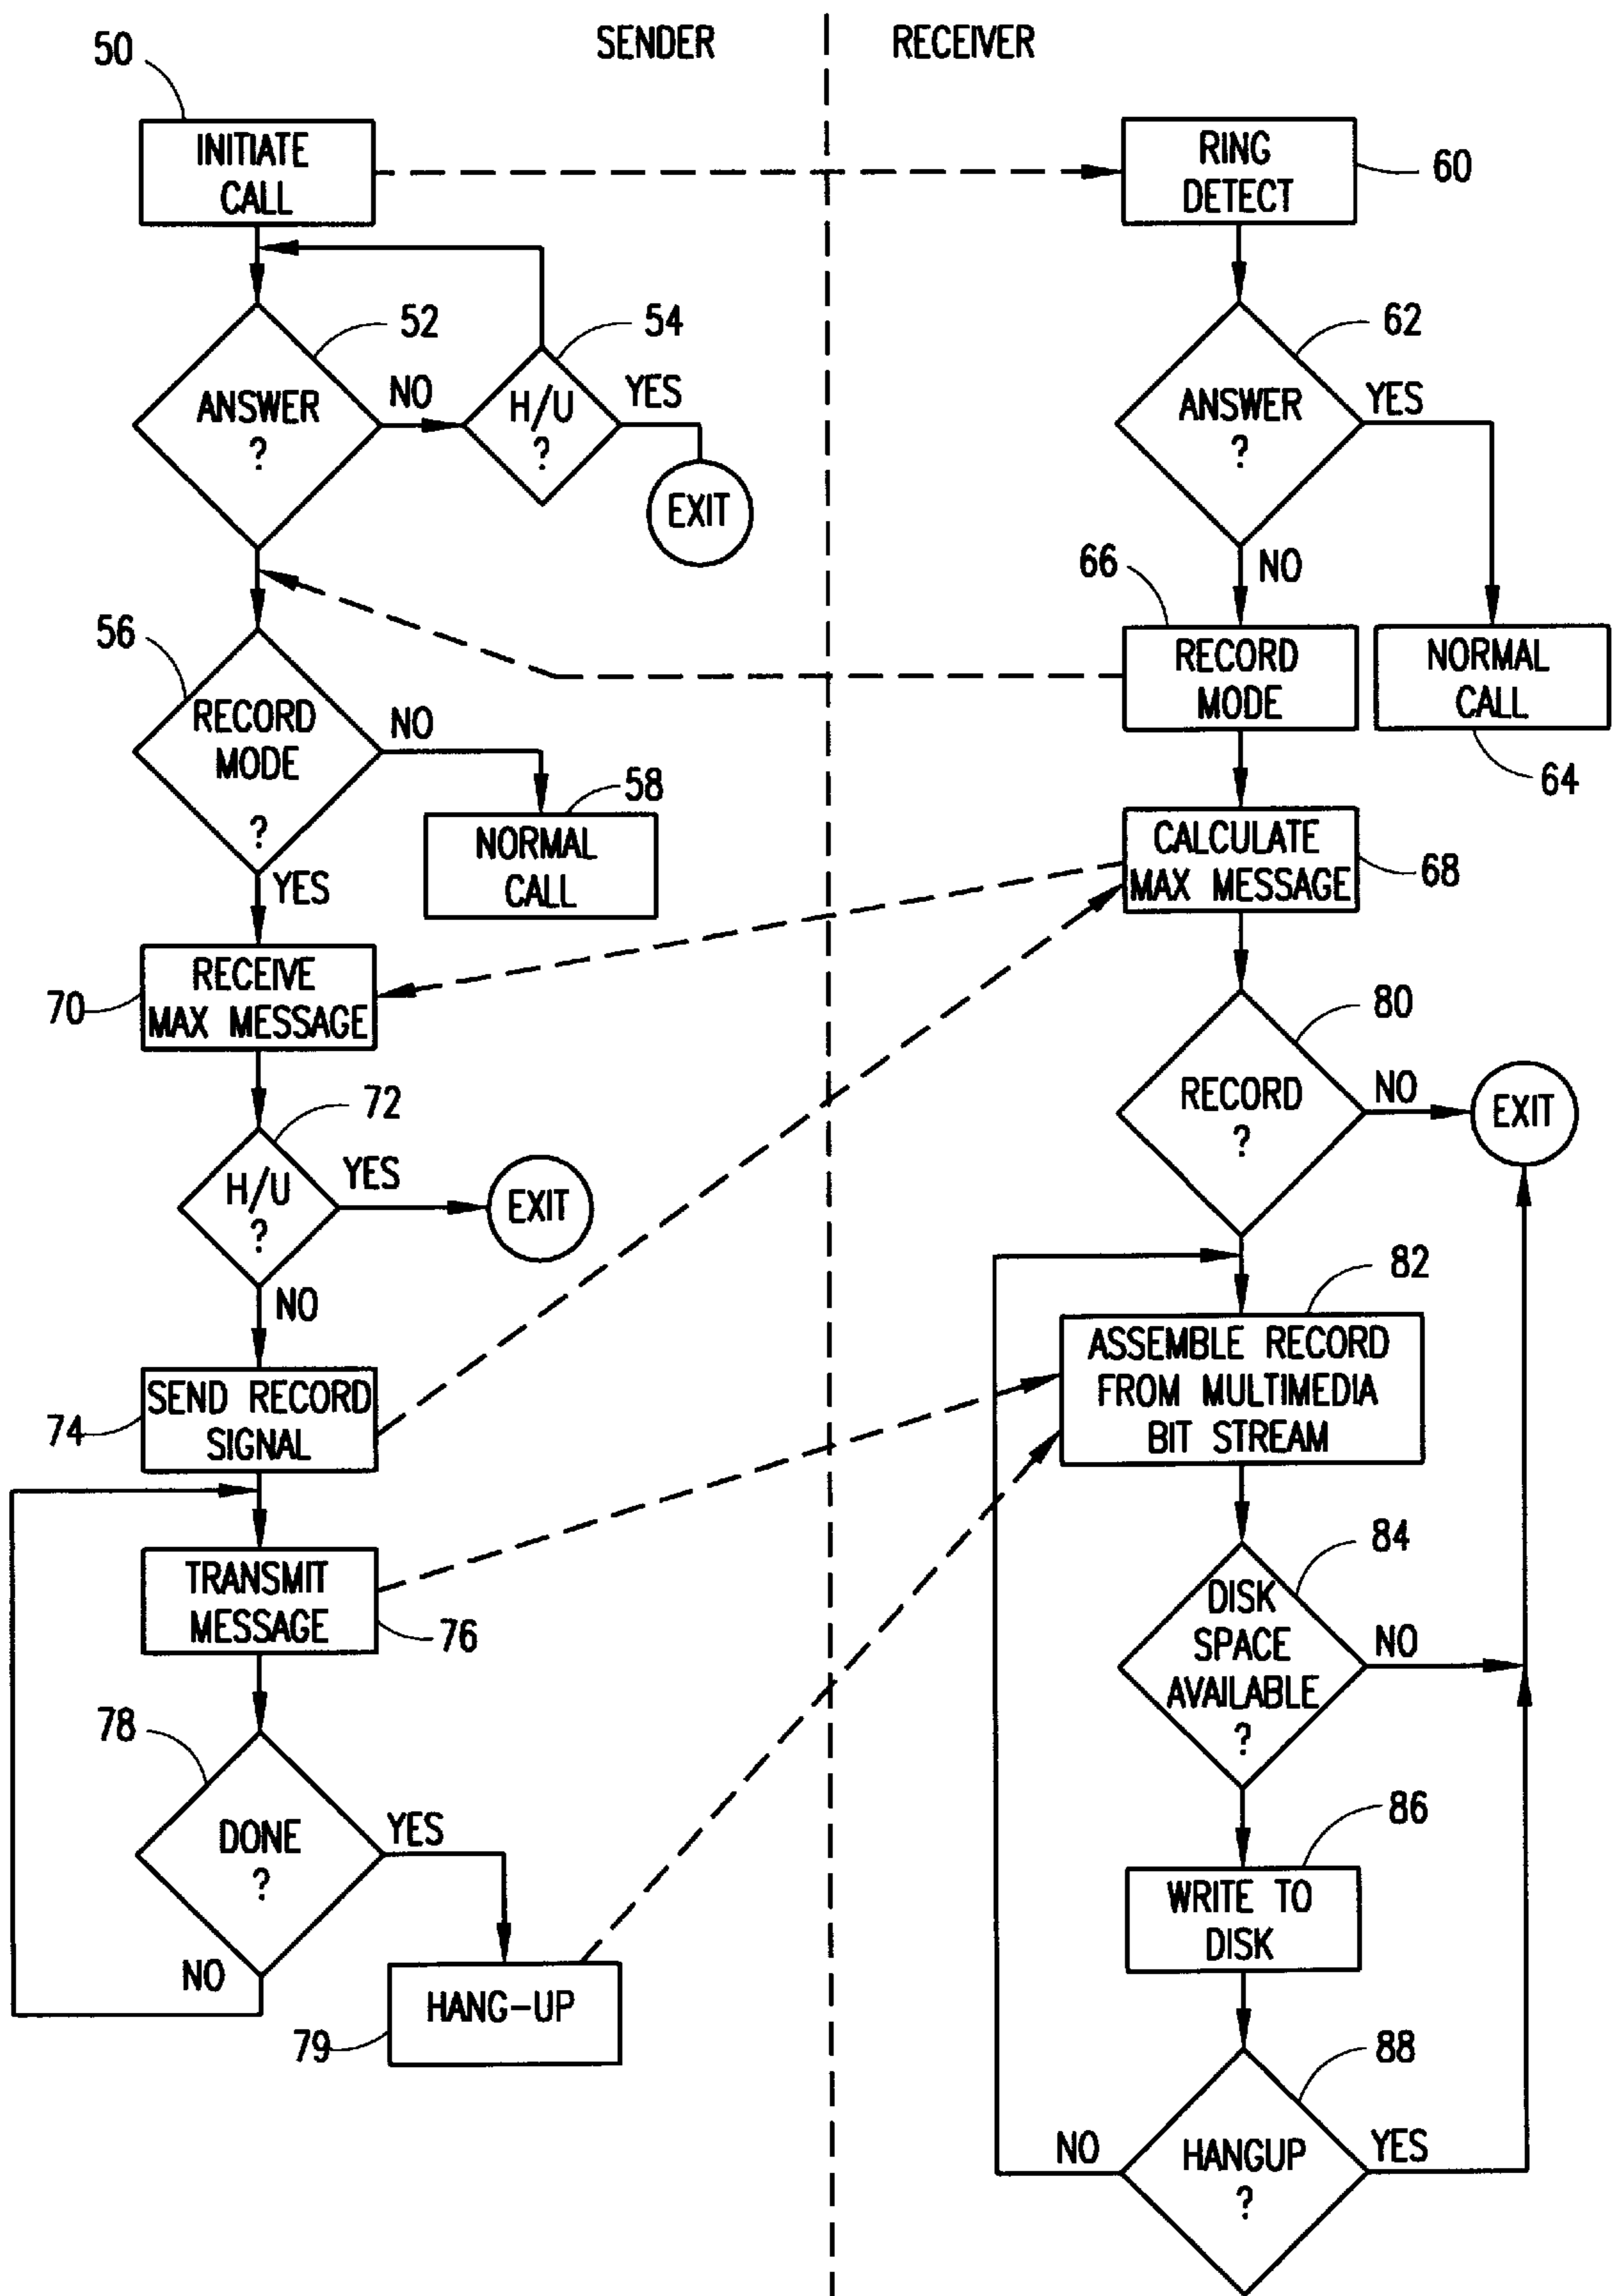 SENDER
RECEIVER
50
INITIATE
CALL
52
ANSWER
?
NO
54
H/U
?
YES
EXIT
56
RECORD
MODE
?
NO
58
NORMAL
CALL
YES
70
RECEIVE
MAX MESSAGE
72
H/U
?
YES
EXIT
NO
74
SEND RECORD
SIGNAL
TRANSMIT
MESSAGE
76
78
DONE
?
YES
NO
HANG-UP
79
RING
DETECT
60
62
ANSWER
?
YES
NO
66
RECORD
MODE
NORMAL
CALL
64
CALCULATE
MAX MESSAGE
68
80
RECORD
?
NO
EXIT
82
ASSEMBLE RECORD
FROM MULTIMEDIA
BIT STREAM
84
DISK
SPACE
AVAILABLE
?
NO
86
WRITE TO
DISK
88
HANGUP
?
NO
YES